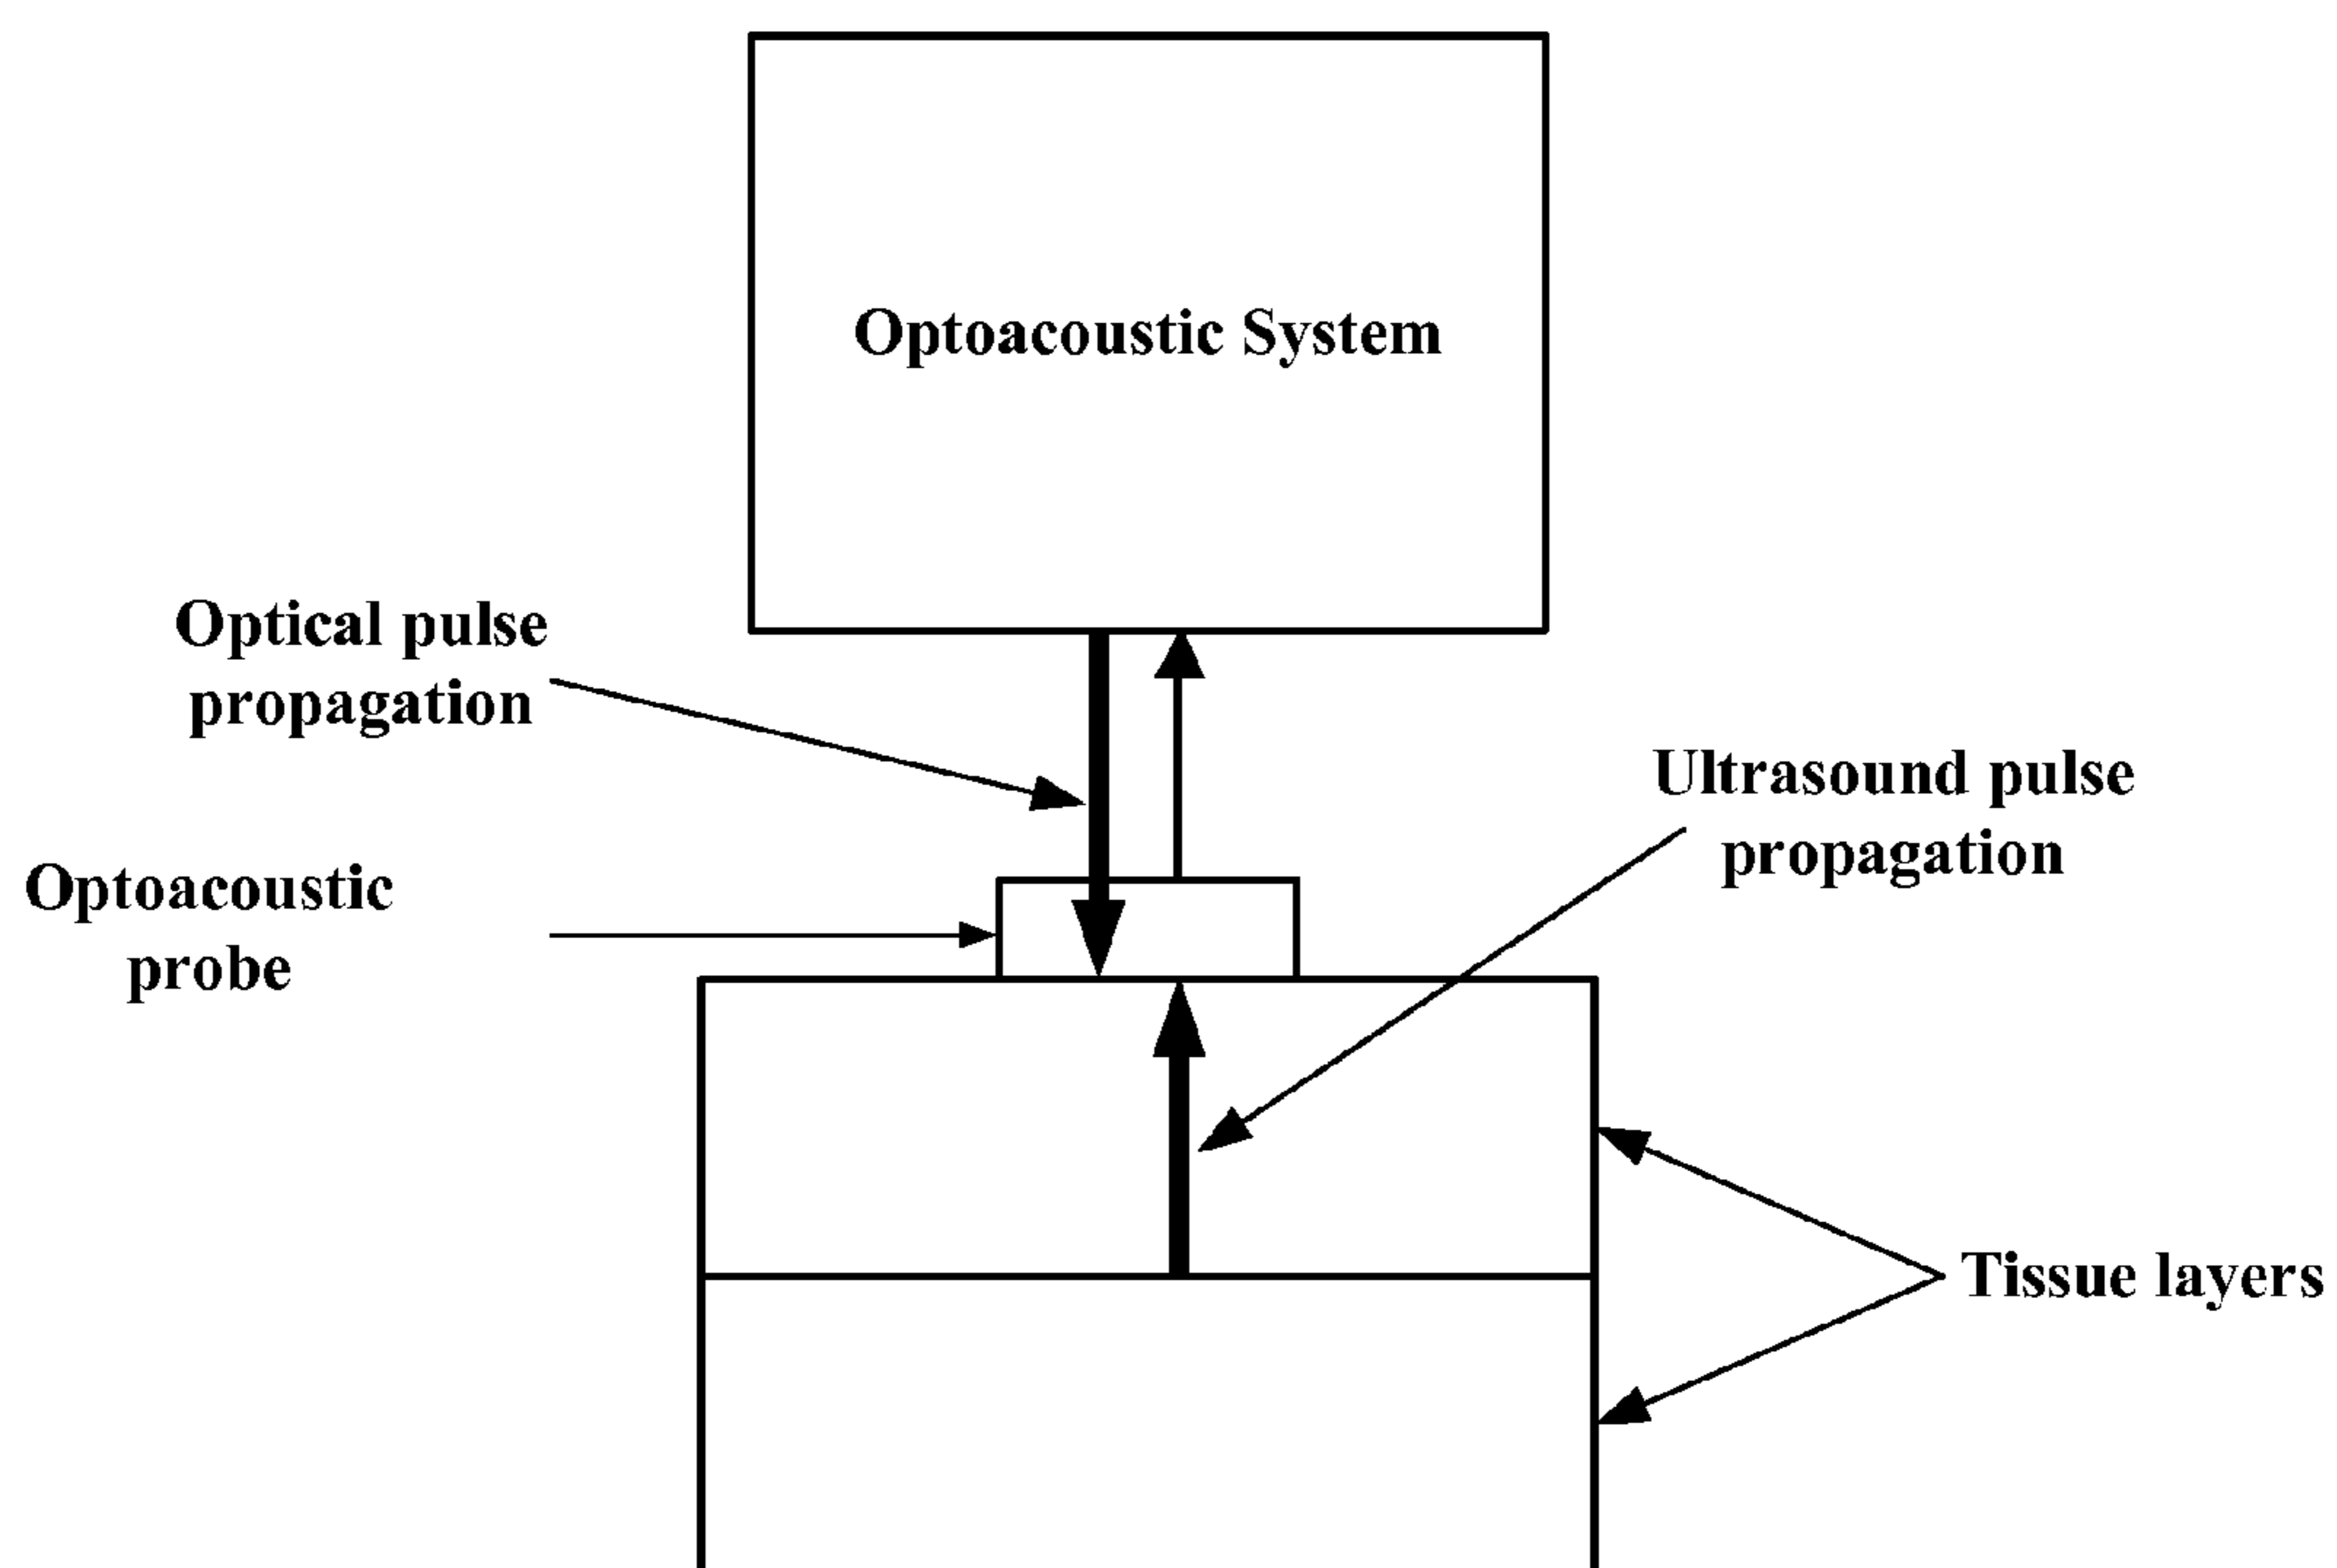 Optoacoustic System
Optical pulse
propagation
Ultrasound pulse
propagation
Optoacoustic
probe
Tissue layers